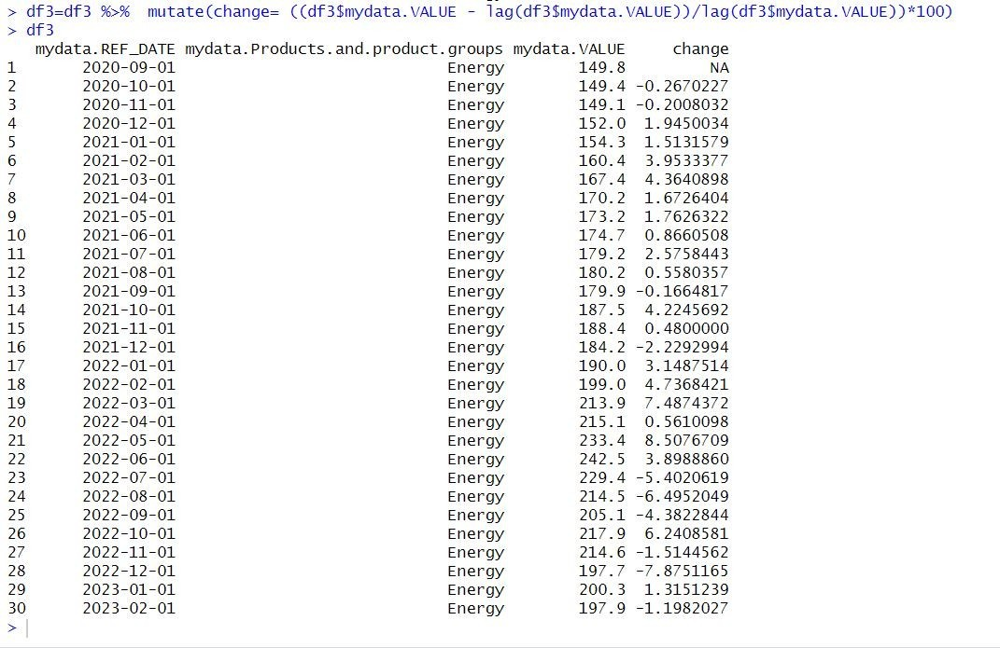 > df3=df3 %>%  mutate(change= ((df3$mydata.VALUE - lag(df3$mydata.VALUE))/lag(df3$mydata.VALUE))*100)
> df3
   mydata.REF_DATE mydata.Products.and.product.groups mydata.VALUE     change
1       2020-09-01                             Energy        149.8         NA
2       2020-10-01                             Energy        149.4 -0.2670227
3       2020-11-01                             Energy        149.1 -0.2008032
4       2020-12-01                             Energy        152.0  1.9450034
5       2021-01-01                             Energy        154.3  1.5131579
6       2021-02-01                             Energy        160.4  3.9533377
7       2021-03-01                             Energy        167.4  4.3640898
8       2021-04-01                             Energy        170.2  1.6726404
9       2021-05-01                             Energy        173.2  1.7626322
10      2021-06-01                             Energy        174.7  0.8660508
11      2021-07-01                             Energy        179.2  2.5758443
12      2021-08-01                             Energy        180.2  0.5580357
13      2021-09-01                             Energy        179.9 -0.1664817
14      2021-10-01                             Energy        187.5  4.2245692
15      2021-11-01                             Energy        188.4  0.4800000
16      2021-12-01                             Energy        184.2 -2.2292994
17      2022-01-01                             Energy        190.0  3.1487514
18      2022-02-01                             Energy        199.0  4.7368421
19      2022-03-01                             Energy        213.9  7.4874372
20      2022-04-01                             Energy        215.1  0.5610098
21      2022-05-01                             Energy        233.4  8.5076709
22      2022-06-01                             Energy        242.5  3.8988860
23      2022-07-01                             Energy        229.4 -5.4020619
24      2022-08-01                             Energy        214.5 -6.4952049
25      2022-09-01                             Energy        205.1 -4.3822844
26      2022-10-01                             Energy        217.9  6.2408581
27      2022-11-01                             Energy        214.6 -1.5144562
28      2022-12-01                             Energy        197.7 -7.8751165
29      2023-01-01                             Energy        200.3  1.3151239
30      2023-02-01                             Energy        197.9 -1.1982027
>